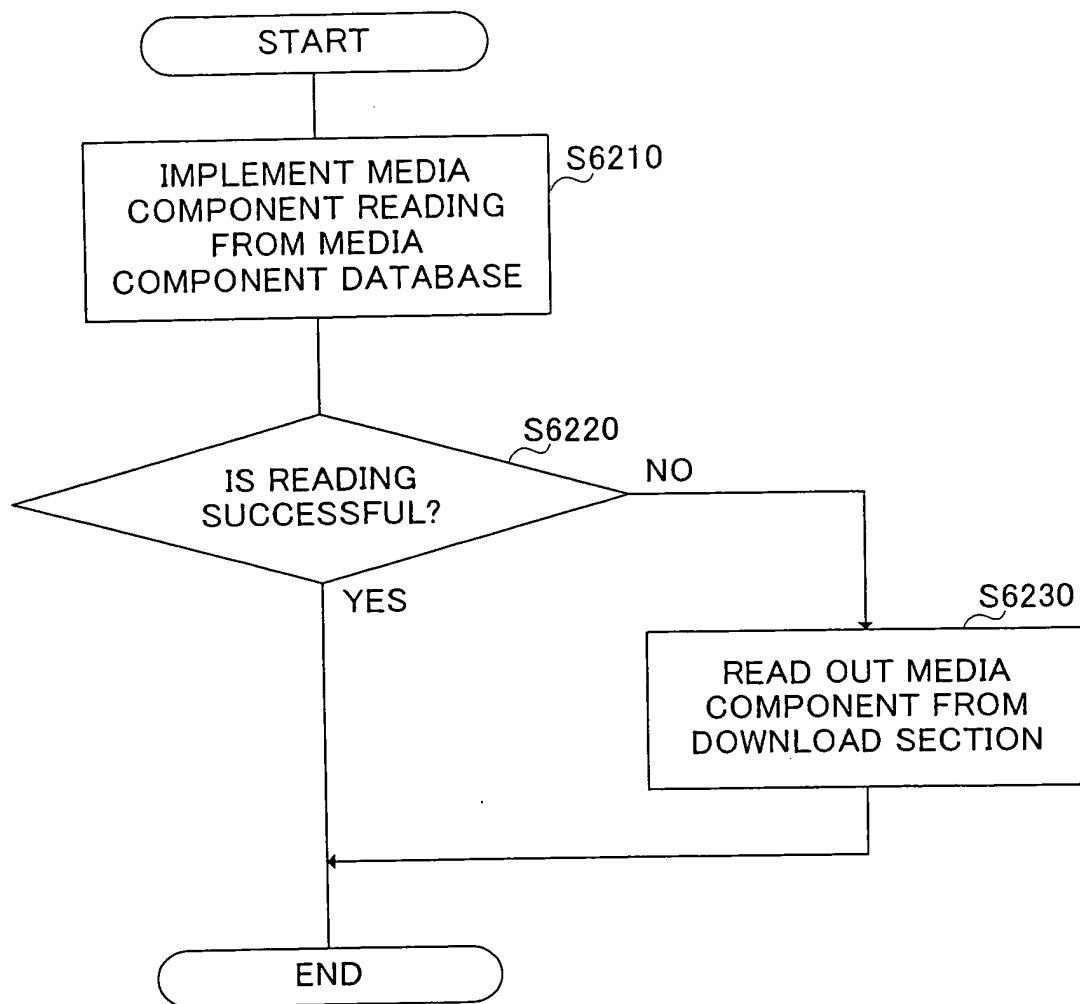 START
IMPLEMENT MEDIA
COMPONENT READING
FROM MEDIA
COMPONENT DATABASE
S6210
IS READING
SUCCESSFUL?
S6220
NO
YES
S6230
READ OUT MEDIA
COMPONENT FROM
DOWNLOAD SECTION
END